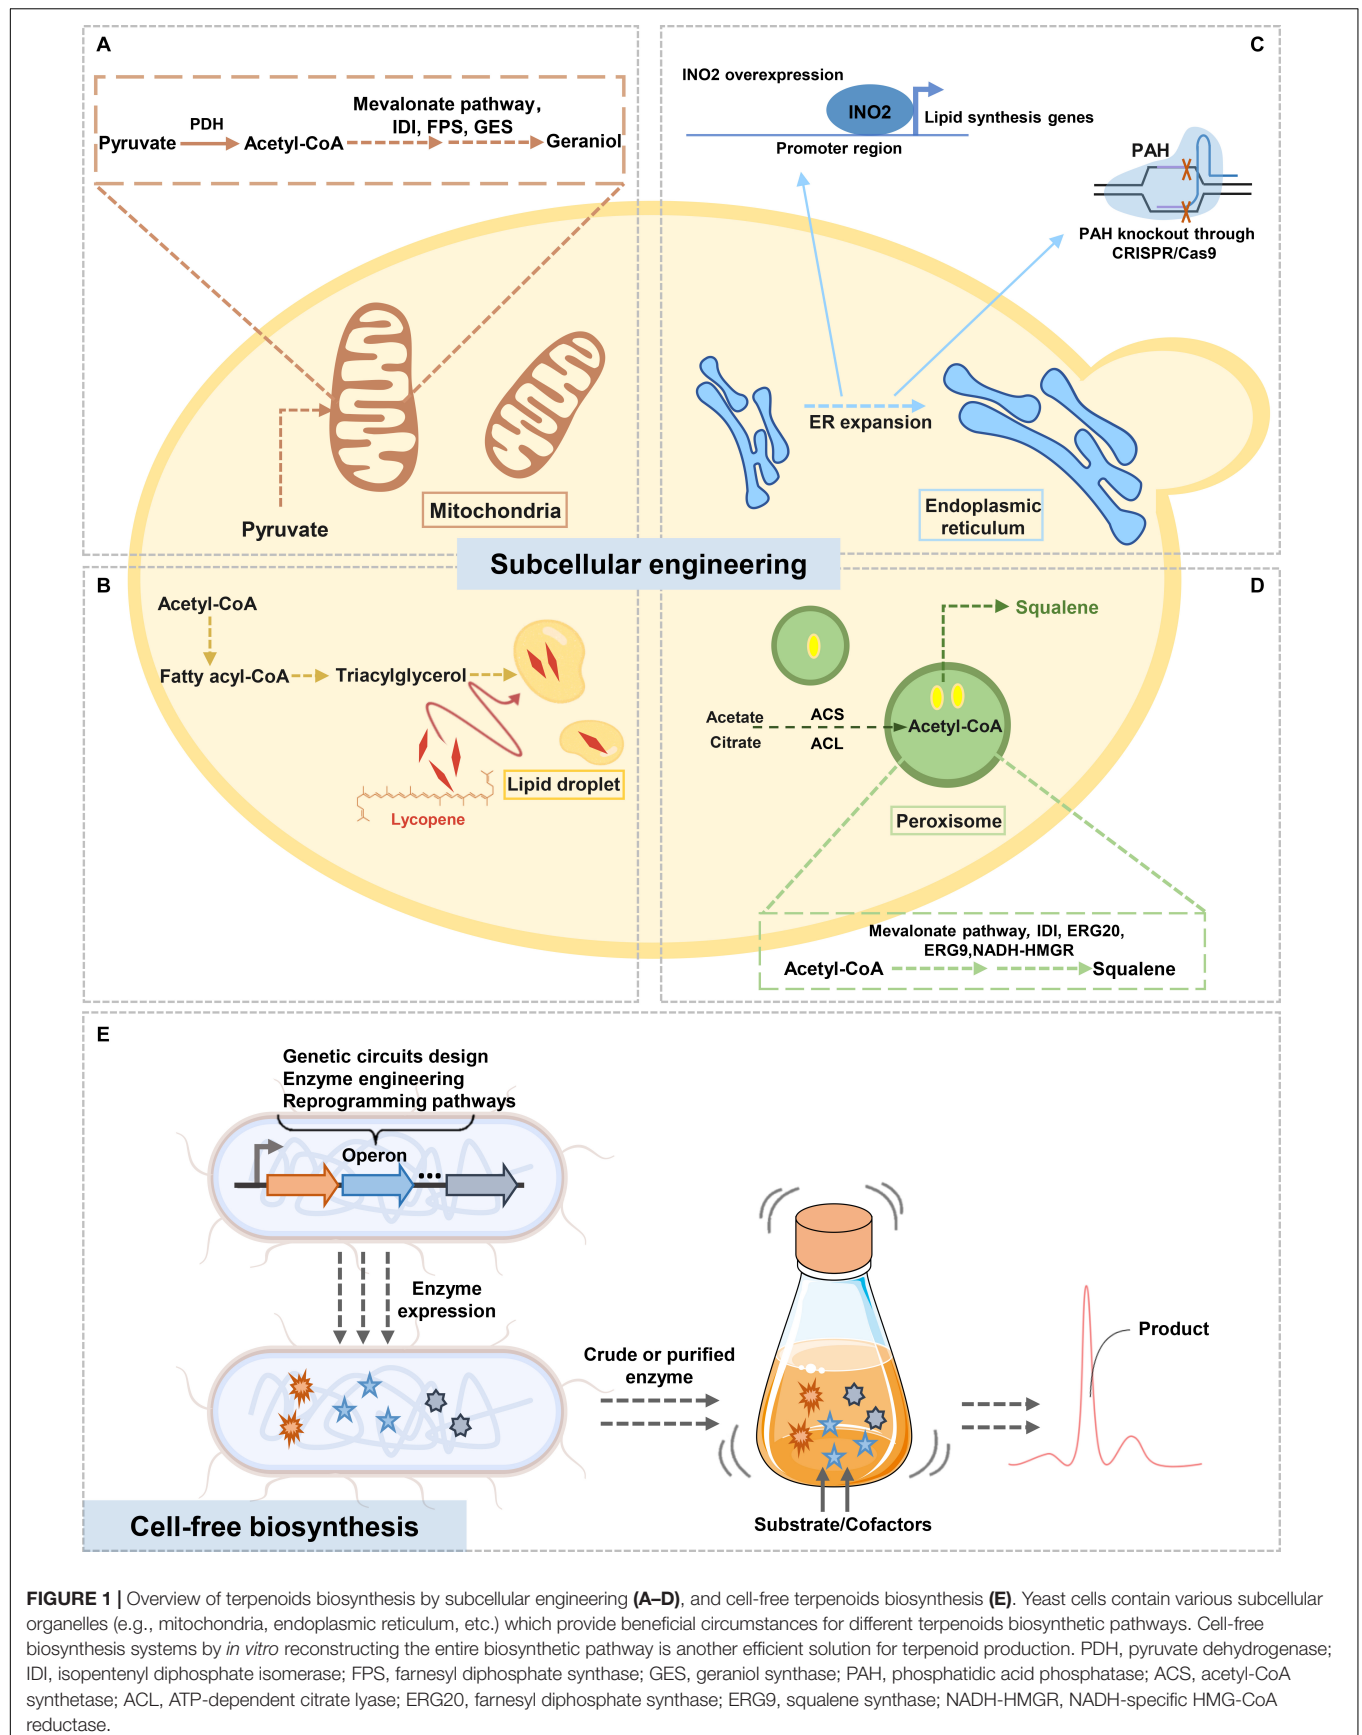 A
Mevalonate pathway,
IDI, FPS, GES
PDH
Pyruvate
Acetyl-CoA
Geraniol
Pyruvate
Mitochondria
C
INO2 overexpression
INO2
Lipid synthesis genes
Promoter region
PAH
PAH knockout through
CRISPR/Cas9
ER expansion
Endoplasmic
reticulum
Subcellular engineering
B
Acetyl-CoA
Fatty acyl-CoA
Triacylglycerol
Lipid droplet
Lycopene
D
Squalene
Acetate
ACS
Citrate
ACL
Acetyl-CoA
Peroxisome
Mevalonate pathway, IDI, ERG20,
ERG9,NADH-HMGR
Acetyl-CoA
Squalene
E
Genetic circuits design
Enzyme engineering
Reprogramming pathways
Operon
Enzyme
expression
Crude or purified
enzyme
Substrate/Cofactors
Product
Cell-free biosynthesis
FIGURE 1 | Overview of terpenoids biosynthesis by subcellular engineering (A–D), and cell-free terpenoids biosynthesis (E). Yeast cells contain various subcellular
organelles (e.g., mitochondria, endoplasmic reticulum, etc.) which provide beneficial circumstances for different terpenoids biosynthetic pathways. Cell-free
biosynthesis systems by in vitro reconstructing the entire biosynthetic pathway is another efficient solution for terpenoid production. PDH, pyruvate dehydrogenase;
IDI, isopentenyl diphosphate isomerase; FPS, farnesyl diphosphate synthase; GES, geraniol synthase; PAH, phosphatidic acid phosphatase; ACS, acetyl-CoA
synthetase; ACL, ATP-dependent citrate lyase; ERG20, farnesyl diphosphate synthase; ERG9, squalene synthase; NADH-HMGR, NADH-specific HMG-CoA
reductase.